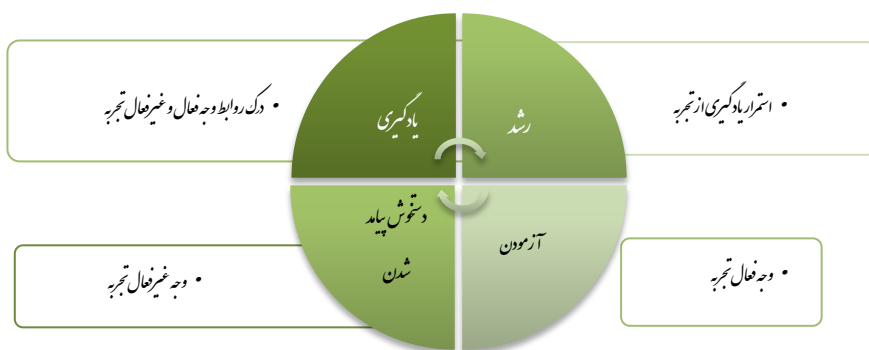 رشد
• استمرار یادگیری از تجربه
یادگیری
• درک روابط وجه فعال و غیرفعال تجربه
آزمودن
• وجه فعال تجربه
دستخوش پیامد
شدن
• وجه غیرفعال تجربه